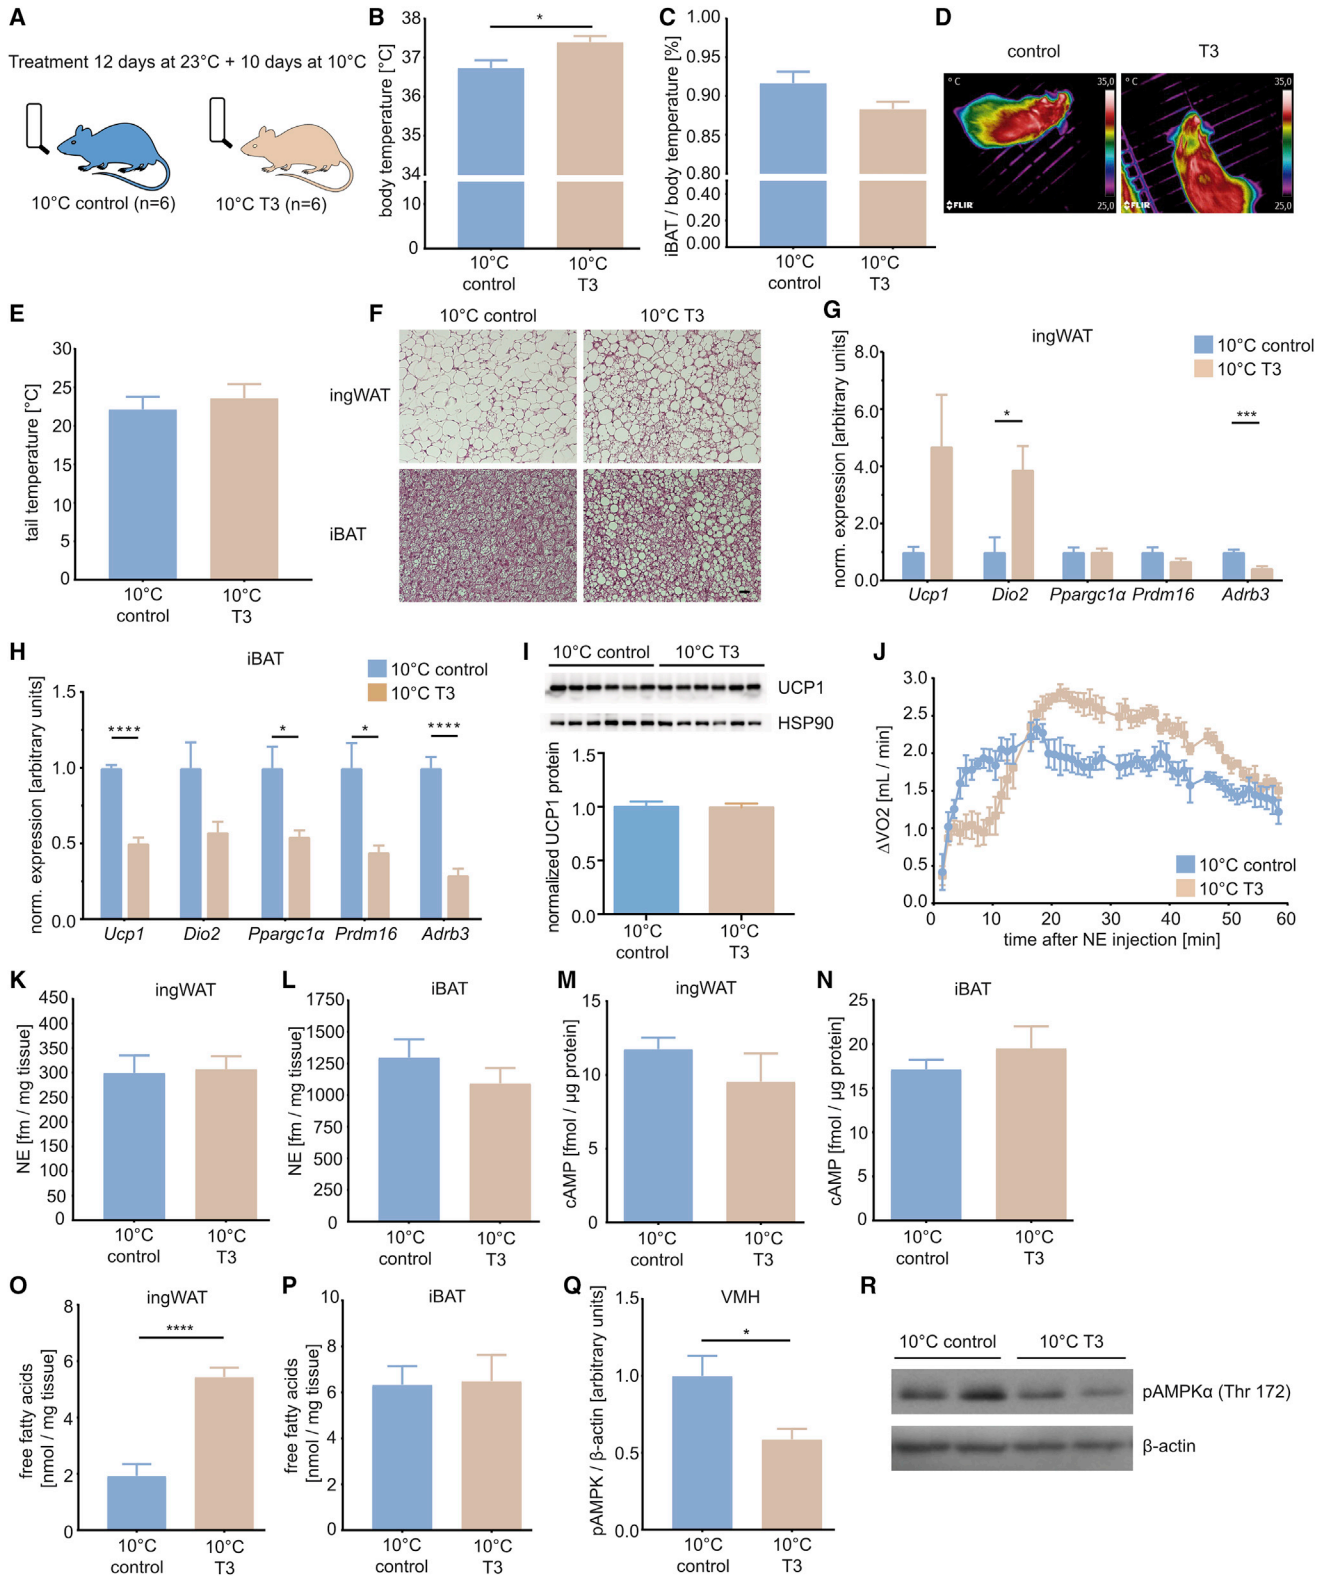 A
Treatment 12 days at 23°C + 10 days at 10°C
10°C control (n=6)
10°C T3 (n=6)
B
body temperature [°C]
38
37
36
35
34
10
0
*
10°C
control
10°C
T3
C
iBAT / body temperature [%]
1.00
0.95
0.90
0.85
0.80
0.40
0.20
0.00
10°C
control
10°C
T3
D
control
T3
°C
35,0
25,0
FLIR
°C
35,0
25,0
FLIR
E
tail temperature [°C]
30
25
20
15
10
5
0
10°C
control
10°C
T3
F
10°C control
10°C T3
ingWAT
iBAT
G
ingWAT
10°C control
10°C T3
norm. expression [arbitrary units]
8.0
6.0
4.0
2.0
0.0
*
***
Ucp1
Dio2
Ppargc1α
Prdm16
Adrb3
H
iBAT
10°C control
10°C T3
norm. expression [arbitrary units]
1.5
1.0
0.5
0.0
****
*
*
****
Ucp1
Dio2
Ppargc1α
Prdm16
Adrb3
I
10°C control
10°C T3
UCP1
HSP90
normalized UCP1 protein
1.5
1.0
0.5
0.0
10°C
control
10°C
T3
J
ΔVO2 [mL / min]
3.0
2.5
2.0
1.5
1.0
0.5
0.0
0
10
20
30
40
50
60
time after NE injection [min]
10°C control
10°C T3
K
ingWAT
NE [fm / mg tissue]
450
400
350
300
250
200
150
100
50
0
10°C
control
10°C
T3
L
iBAT
NE [fm / mg tissue]
1750
1500
1250
1000
750
500
250
0
10°C
control
10°C
T3
M
ingWAT
cAMP [fmol / µg protein]
15
10
5
0
10°C
control
10°C
T3
N
iBAT
cAMP [fmol / µg protein]
25
20
15
10
5
0
10°C
control
10°C
T3
O
ingWAT
free fatty acids
[nmol / mg tissue]
8
6
4
2
0
****
10°C
control
10°C
T3
P
iBAT
free fatty acids
[nmol / mg tissue]
10
8
6
4
2
0
10°C
control
10°C
T3
Q
VMH
pAMPK / β-actin [arbitrary units]
1.5
1.0
0.5
0.0
*
10°C
control
10°C
T3
R
10°C control
10°C T3
pAMPKα (Thr 172)
β-actin